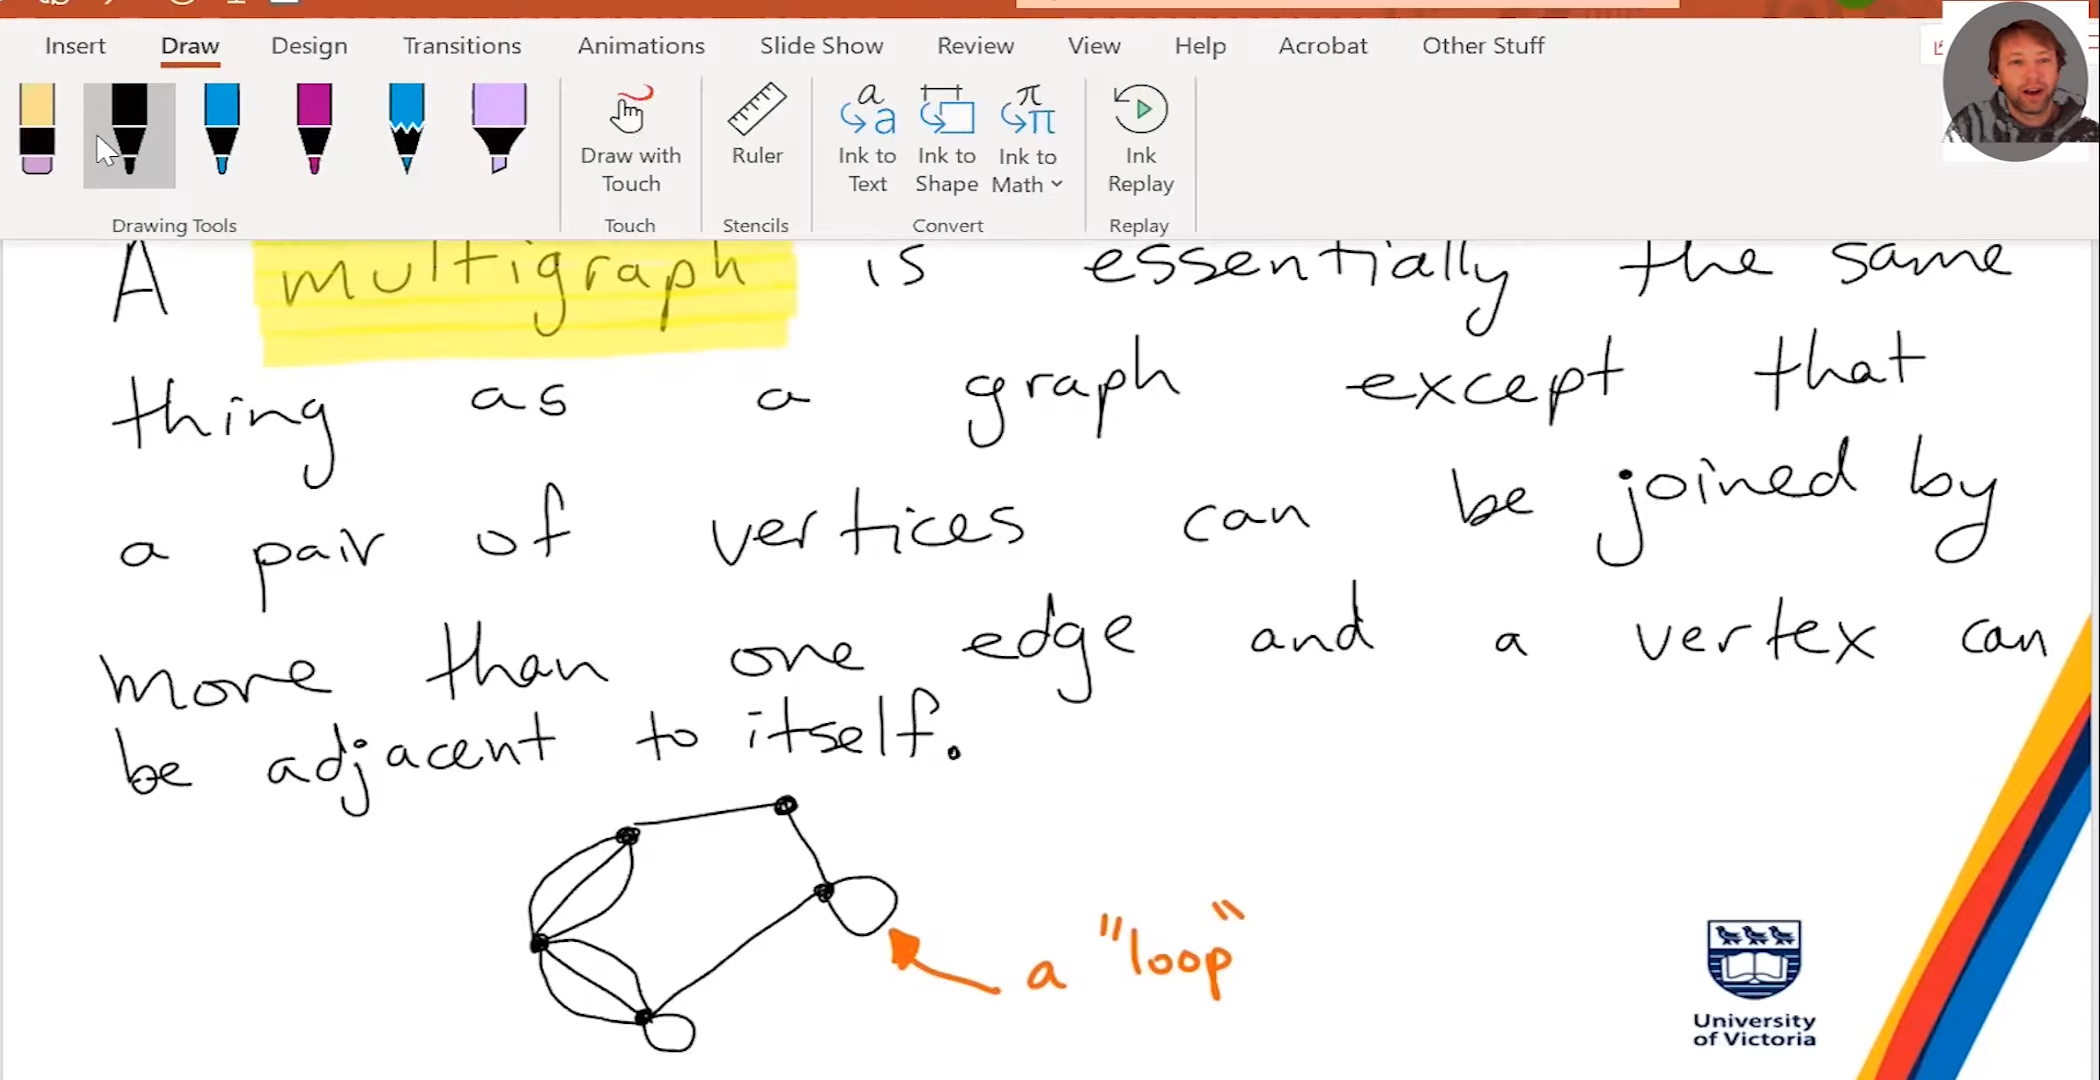 Insert Draw Design Transitions Animations Slide Show Review View Help Acrobat Other Stuff
Draw with Touch
Ruler
Ink to Text
Ink to Shape
Ink to Math
Ink Replay
Drawing Tools Touch Stencils Convert Replay
A multigraph is essentially the same
thing as a graph except that
a pair of vertices can be joined by
more than one edge and a vertex can
be adjacent to itself.
a "loop"
University
of Victoria